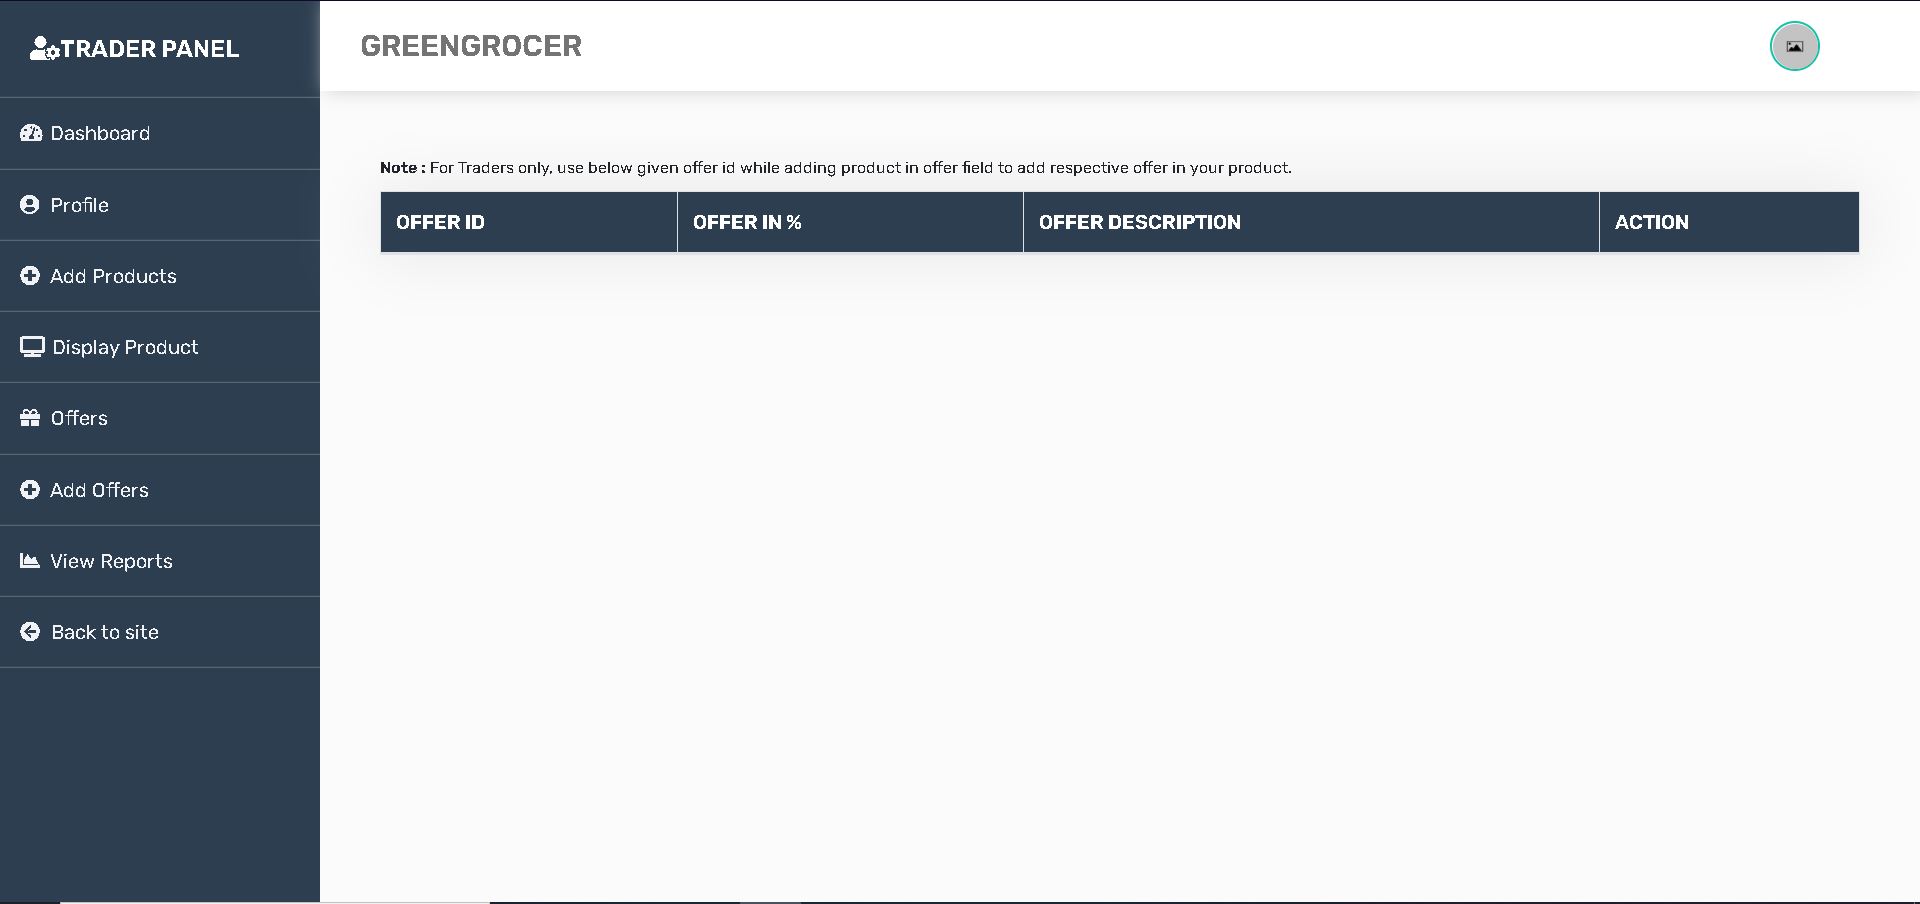 TRADER PANEL
GREENGROCER
Dashboard
Profile
Add Products
Display Product
Offers
Add Offers
View Reports
Back to site
Note : For Traders only, use below given offer id while adding product in offer field to add respective offer in your product.
OFFER ID
OFFER IN %
OFFER DESCRIPTION
ACTION